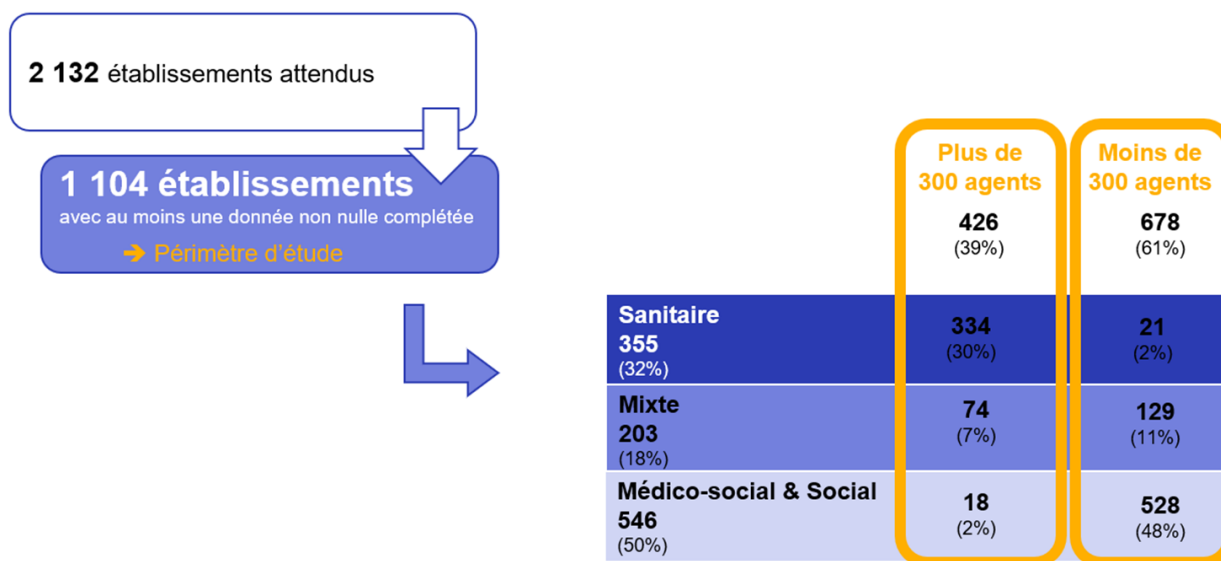 2 132 établissements attendus
1 104 établissements
avec au moins une donnée non nulle complétée
➔ Périmètre d'étude
Plus de
300 agents
426
(39%)
Moins de
300 agents
678
(61%)
Sanitaire
355
(32%)
334
(30%)
21
(2%)
Mixte
203
(18%)
74
(7%)
129
(11%)
Médico-social & Social
546
(50%)
18
(2%)
528
(48%)